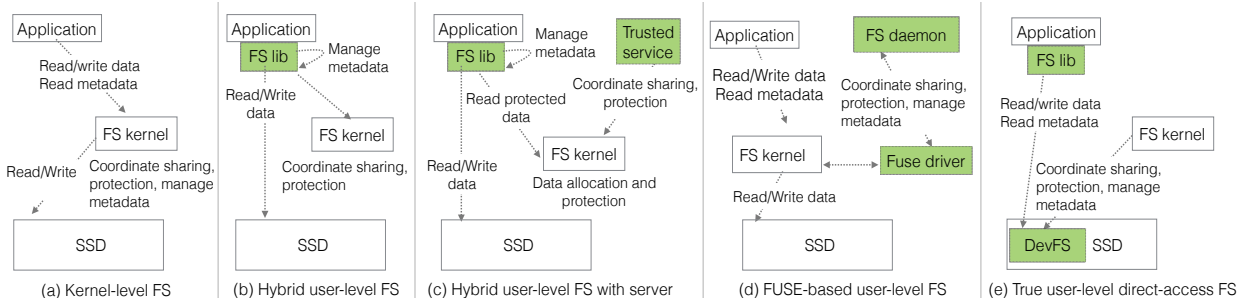 Application
Read/write data
Read metadata
FS kernel
Read/Write
Coordinate sharing,
protection, manage
metadata
SSD
(a) Kernel-level FS
Application
FS lib
Manage
metadata
Read/Write
data
FS kernel
Coordinate sharing,
protection
SSD
(b) Hybrid user-level FS
Application
FS lib
Manage
metadata
Trusted
service
Read protected
data
Coordinate sharing,
protection
Read/Write
data
FS kernel
Data allocation and
protection
SSD
(c) Hybrid user-level FS with server
Application
FS daemon
Read/Write data
Read metadata
Coordinate sharing,
protection, manage
metadata
FS kernel
Fuse driver
Read/Write data
SSD
(d) FUSE-based user-level FS
Application
FS lib
Read/write data
Read metadata
FS kernel
Coordinate sharing,
protection, manage
metadata
DevFS
SSD
(e) True user-level direct-access FS